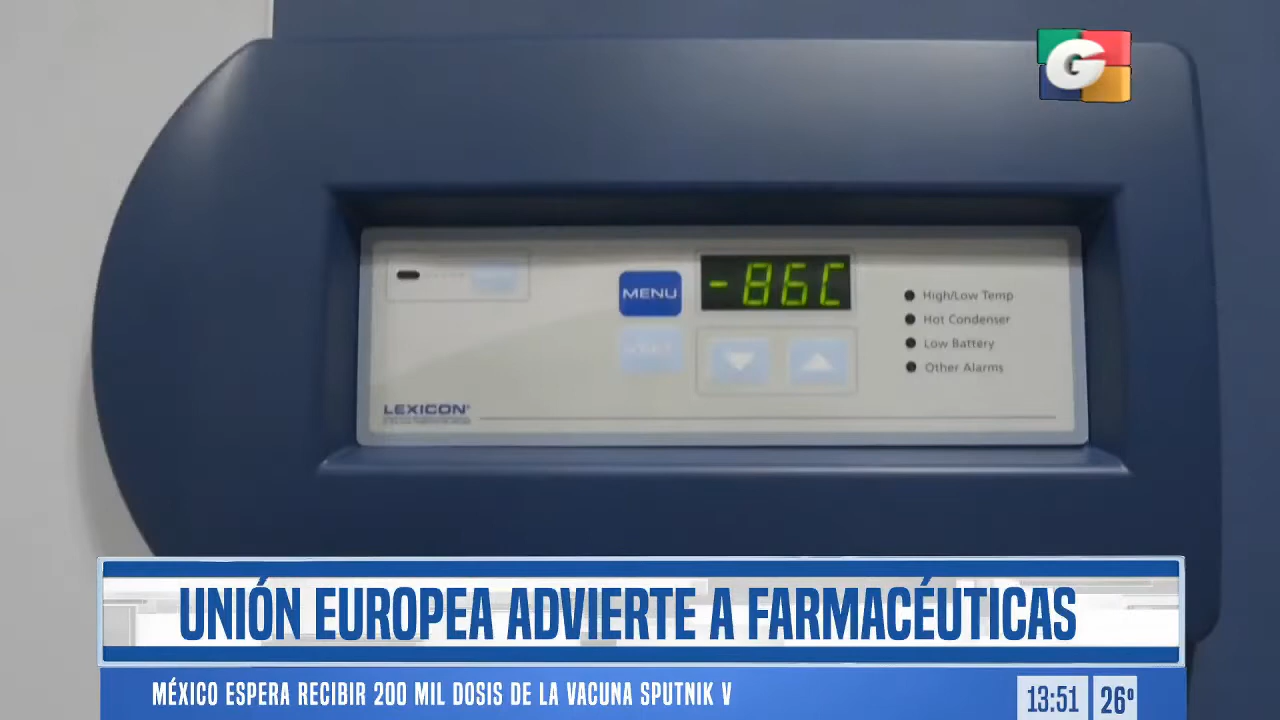 G
-86C
MENU
High/Low Temp
Hot Condenser
Low Battery
Other Alarms
LEXICON®
UNIÓN EUROPEA ADVIERTE A FARMACÉUTICAS
MÉXICO ESPERA RECIBIR 200 MIL DOSIS DE LA VACUNA SPUTNIK V
13:51
26º